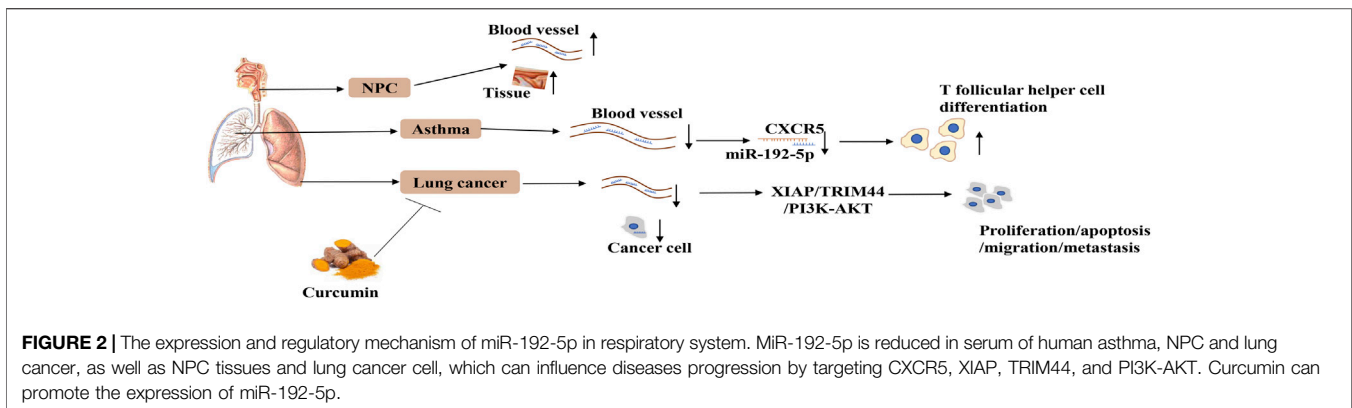 Blood vessel
NPC
Tissue
T follicular helper cell
differentiation
Blood vessel
Asthma
CXCR5
miR-192-5p
Lung cancer
XIAP/TRIM44
/PI3K-AKT
Cancer cell
Proliferation/apoptosis
/migration/metastasis
Curcumin
FIGURE 2 | The expression and regulatory mechanism of miR-192-5p in respiratory system. MiR-192-5p is reduced in serum of human asthma, NPC and lung
cancer, as well as NPC tissues and lung cancer cell, which can influence diseases progression by targeting CXCR5, XIAP, TRIM44, and PI3K-AKT. Curcumin can
promote the expression of miR-192-5p.